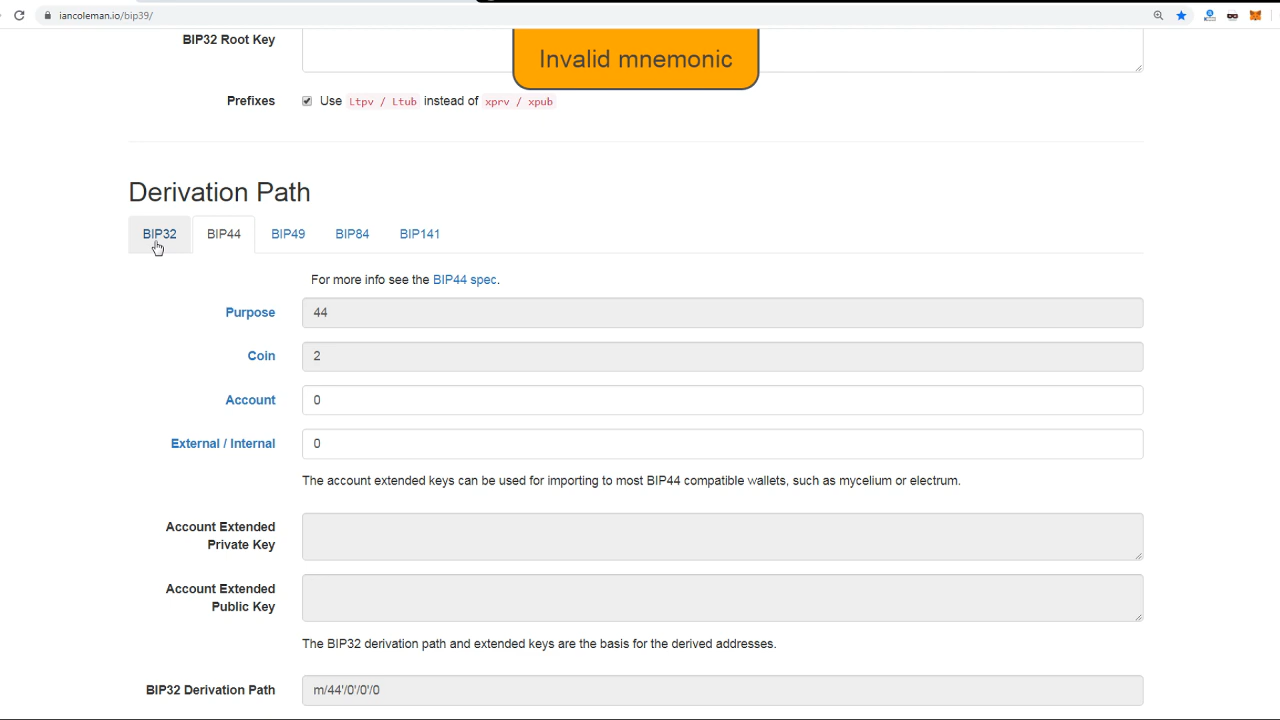 iancoleman.io/bip39/
BIP32 Root Key
Invalid mnemonic
Prefixes Use Ltpv / Ltub instead of xprv / xpub
Derivation Path
BIP32 BIP44 BIP49 BIP84 BIP141
For more info see the BIP44 spec.
Purpose 44
Coin 2
Account 0
External / Internal 0
The account extended keys can be used for importing to most BIP44 compatible wallets, such as mycelium or electrum.
Account Extended
Private Key
Account Extended
Public Key
The BIP32 derivation path and extended keys are the basis for the derived addresses.
BIP32 Derivation Path m/44'/0'/0'/0